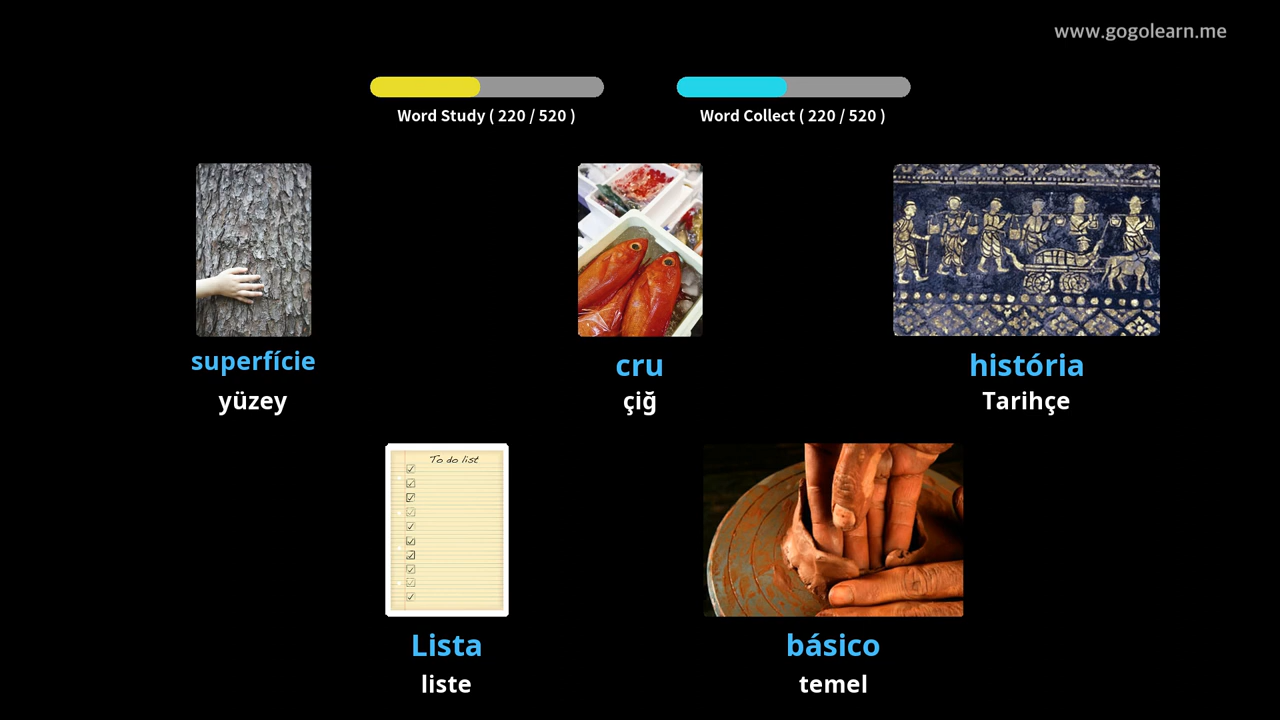 www.gogolearn.me
Word Study ( 220 / 520 )
Word Collect ( 220 / 520 )
superfície
yüzey
cru
çiğ
história
Tarihçe
To do list
Lista
liste
básico
temel